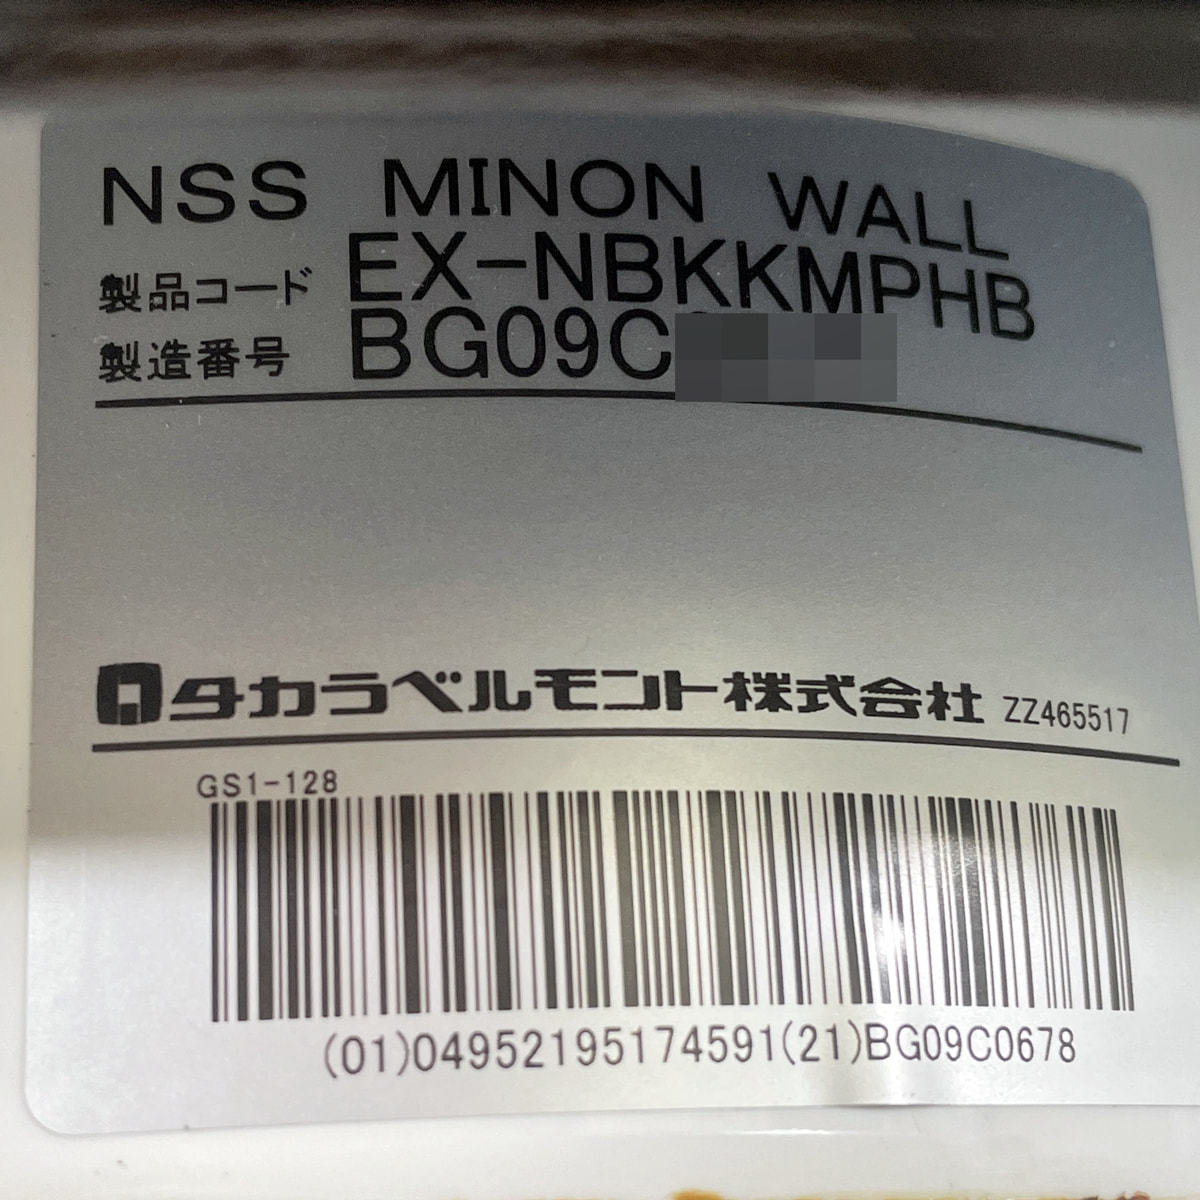 NSS MINON WALL
製品コード EX-NBKKMPHB
製造番号 BG09C
タカラベルモント株式会社 ZZ465517
GS1-128
(01)04952195174591(21)BG09C0678